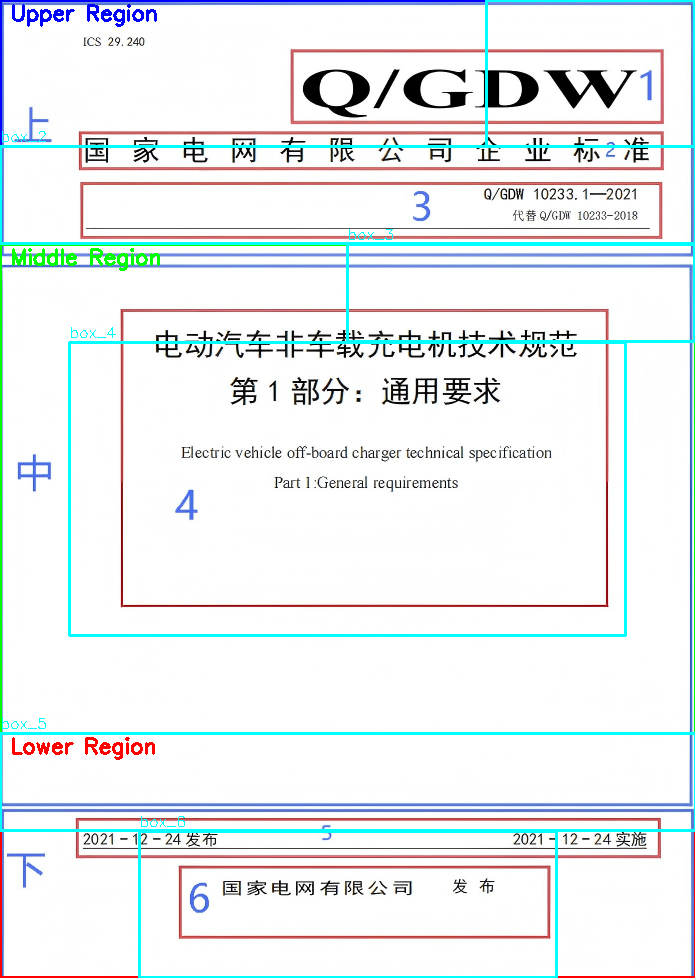 Upper Region
ICS 29.240
Q/GDW 1
上
box_2
国家电网有限公司企业标2准
3
Q/GDW 10233.1—2021
代替 Q/GDW 10233-2018
box_3
Middle Region
box_4
电动汽车非车载充电机技术规范
第 1 部分：通用要求
Electric vehicle off-board charger technical specification
中
Part 1:General requirements
4
box_5
Lower Region
box_6
2021-12-24 发布 5 2021-12-24 实施
下
6 国家电网有限公司 发布